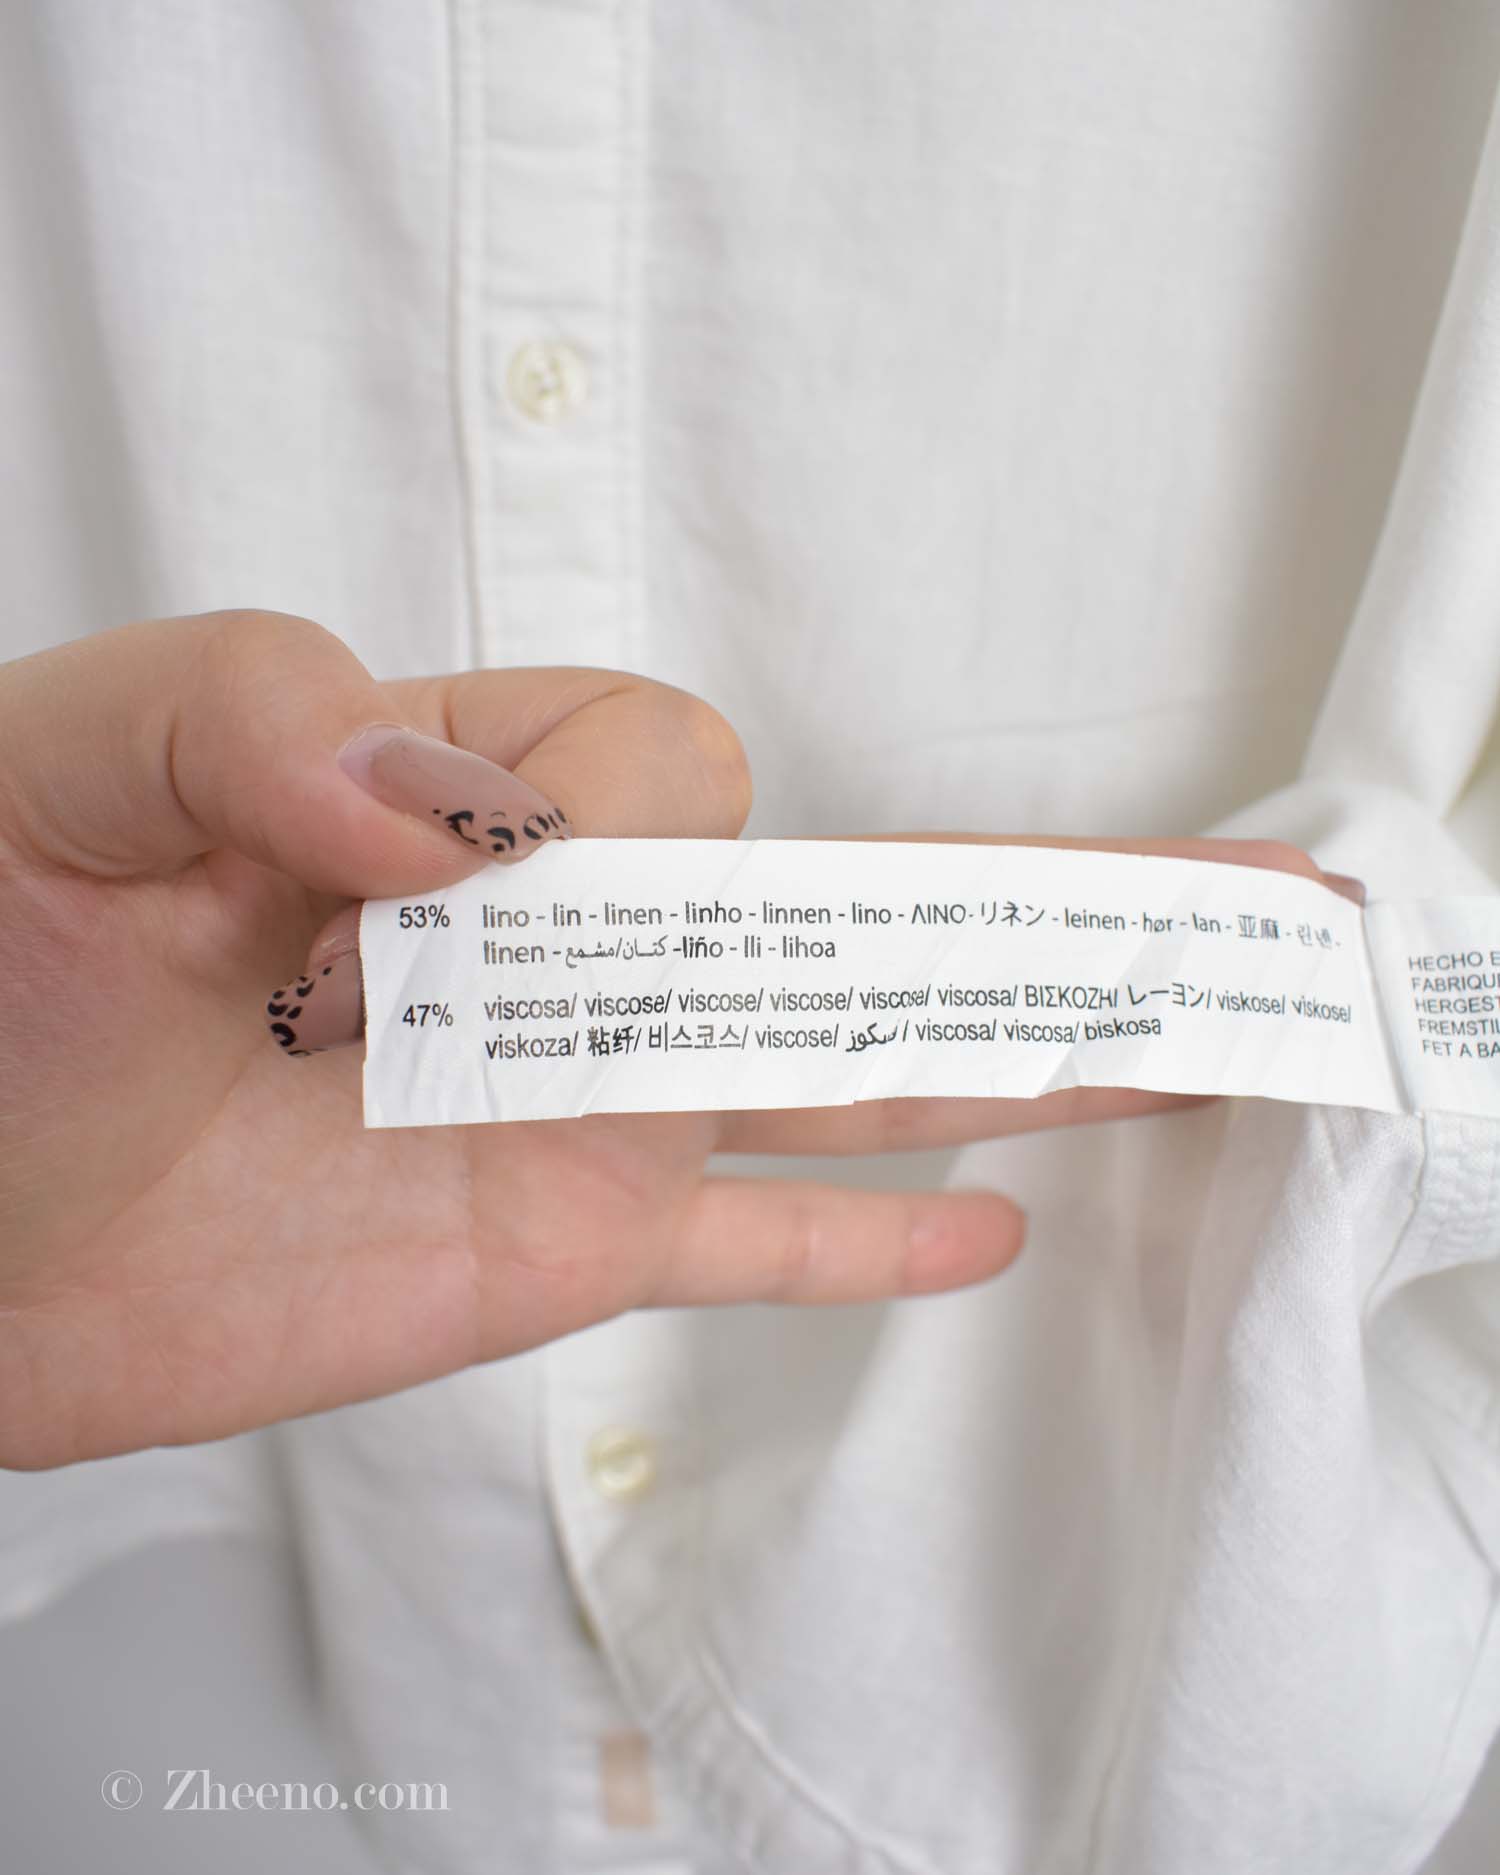 53% lino - lin - linen - linho - linnen - lino - ΛΙΝΟ- リネン - leinen - hør - lan - 亚麻 - 린넨 -
linen - كتان/مشمع -liño - lli - lihoa
47% viscosa/ viscose/ viscose/ viscose/ viscose/ viscosa/ ΒΙΣΚΟΖΗ/ レーヨン/ viskose/ viskose/
viskoza/ 粘纤/ 비스코스/ viscose/ فسكوز / viscosa/ viscosa/ biskosa
HECHO E
FABRIQU
HERGEST
FREMSTIL
FET A BA
© Zheeno.com